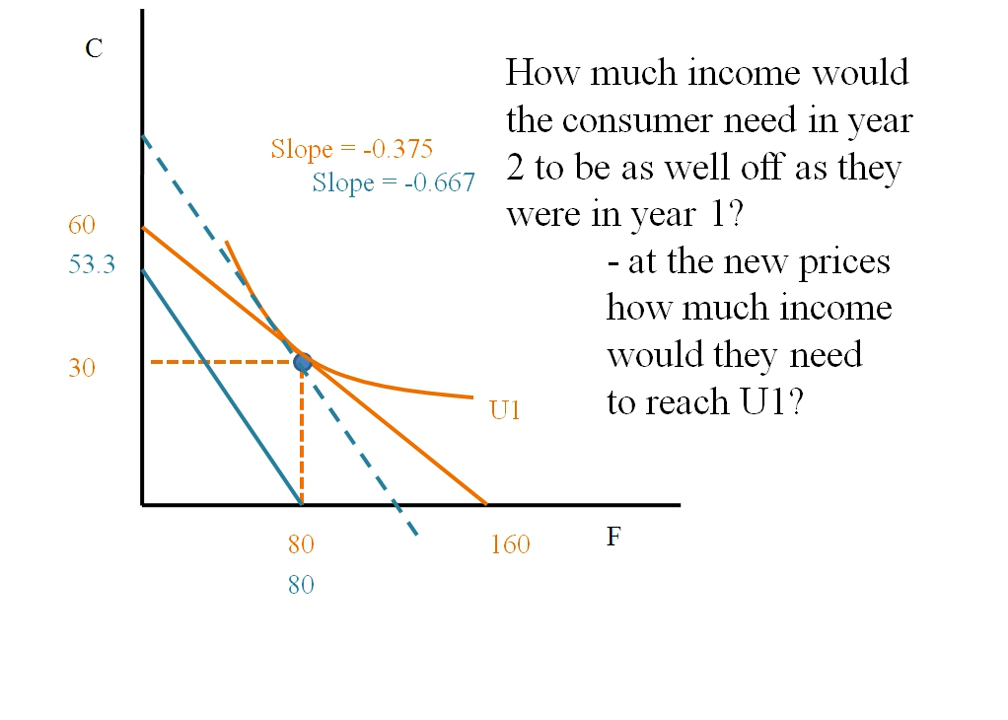 C
How much income would
the consumer need in year
2 to be as well off as they
were in year 1?
- at the new prices
how much income
would they need
to reach U1?
Slope = -0.375
Slope = -0.667
60
53.3
30
U1
80
160
F
80